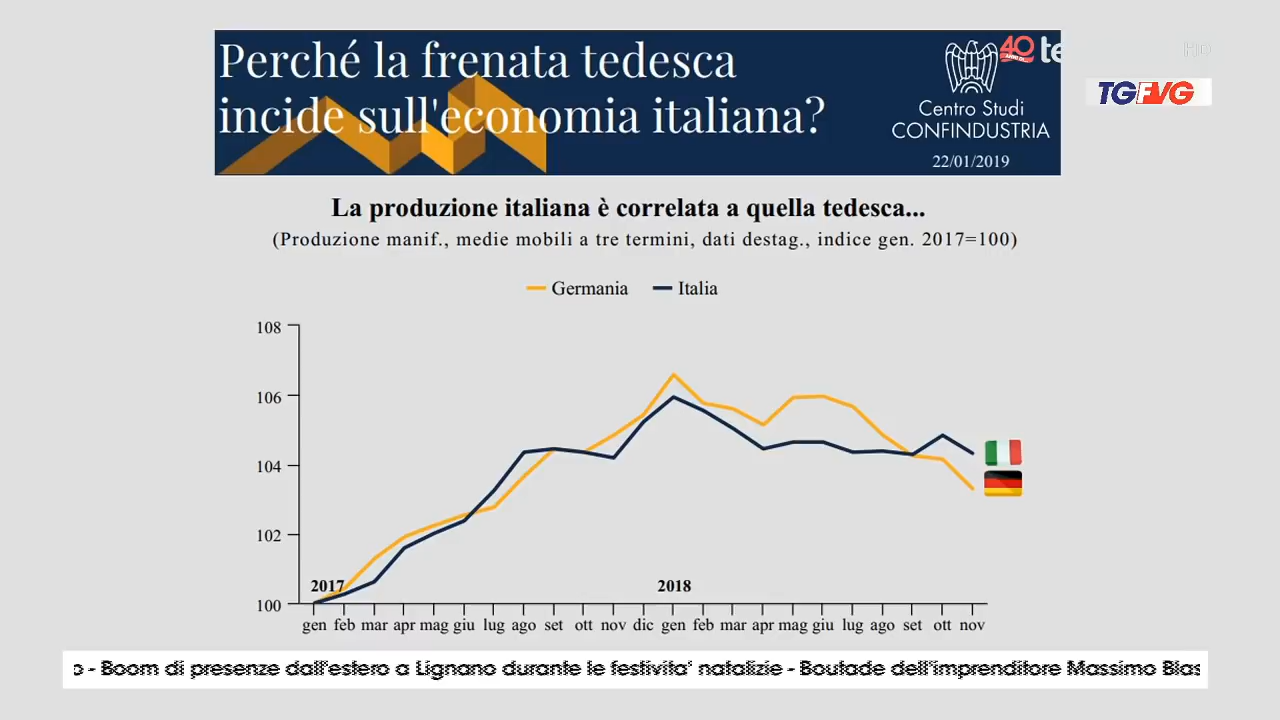 Perché la frenata tedesca
incide sull'economia italiana?
40
te
HD
TGFVG
Centro Studi
CONFINDUSTRIA
22/01/2019
La produzione italiana è correlata a quella tedesca...
(Produzione manif., medie mobili a tre termini, dati destag., indice gen. 2017=100)
Germania Italia
108
106
104
102
100
2017 2018
gen feb mar apr mag giu lug ago set ott nov dic gen feb mar apr mag giu lug ago set ott nov
o - Boom di presenze dall'estero a Lignano durante le festivita' natalizie - Boutade dell'imprenditore Massimo Blas